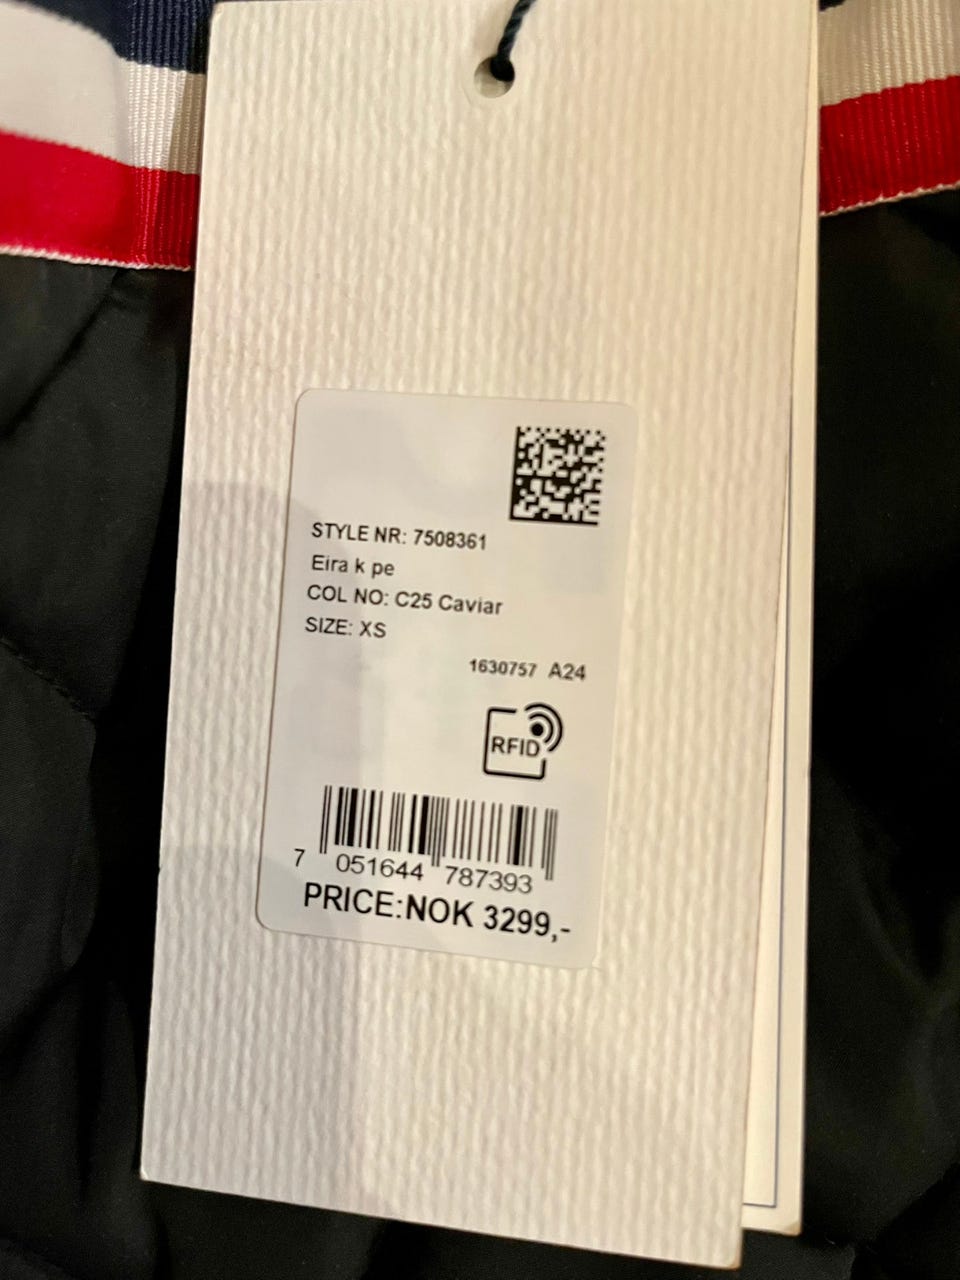 STYLE NR: 7508361
Eira k pe
COL NO: C25 Caviar
SIZE: XS
1630757 A24
RFID
7 051644 787393
PRICE:NOK 3299,-